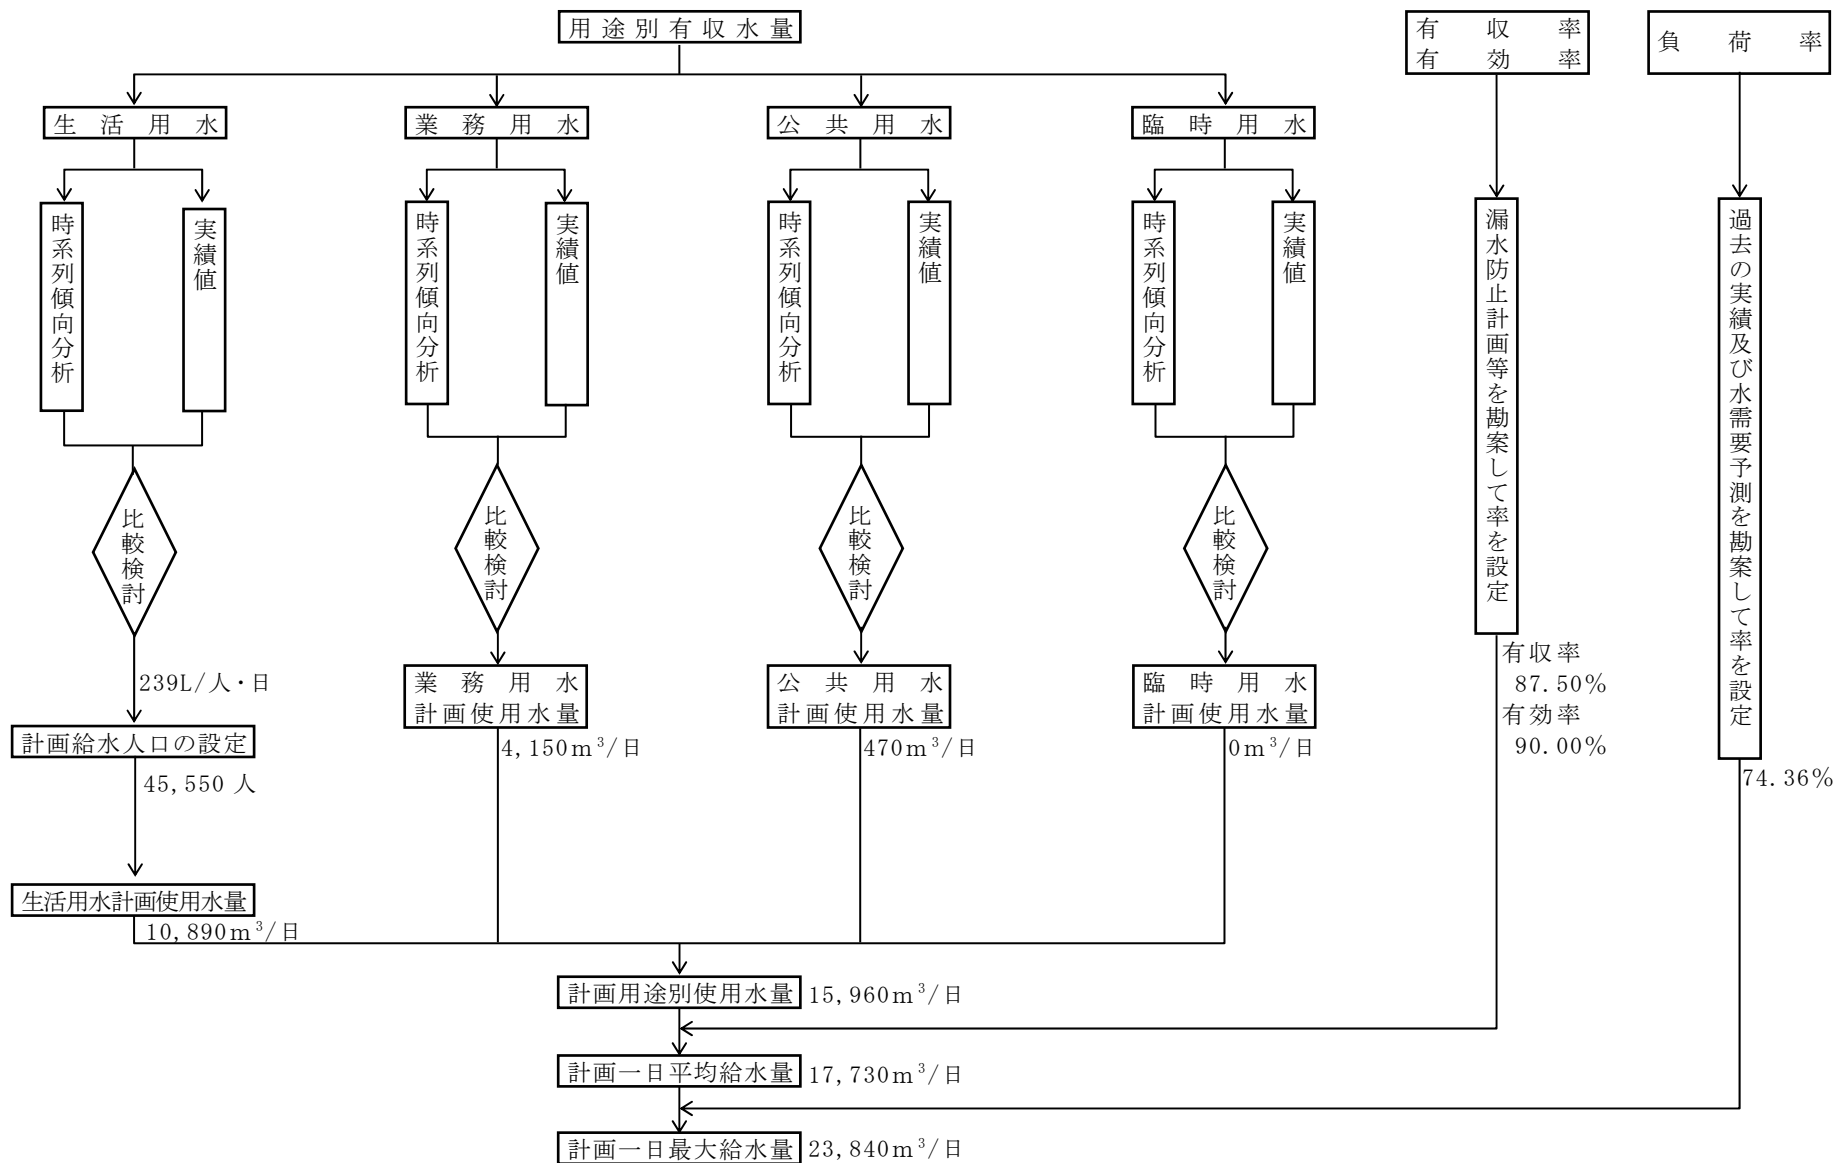 用途別有収水量
有収率
有効率
負荷率
生活用水
業務用水
公共用水
臨時用水
時系列傾向分析
実績値
時系列傾向分析
実績値
時系列傾向分析
実績値
時系列傾向分析
実績値
漏水防止計画等を勘案して率を設定
過去の実績及び水需要予測を勘案して率を設定
比較検討
比較検討
比較検討
比較検討
239L/人・日
業務用水
計画使用水量
4,150m³/日
公共用水
計画使用水量
470m³/日
臨時用水
計画使用水量
0m³/日
有収率
87.50%
有効率
90.00%
74.36%
計画給水人口の設定
45,550 人
生活用水計画使用水量
10,890m³/日
計画用途別使用水量 15,960m³/日
計画一日平均給水量 17,730m³/日
計画一日最大給水量 23,840m³/日